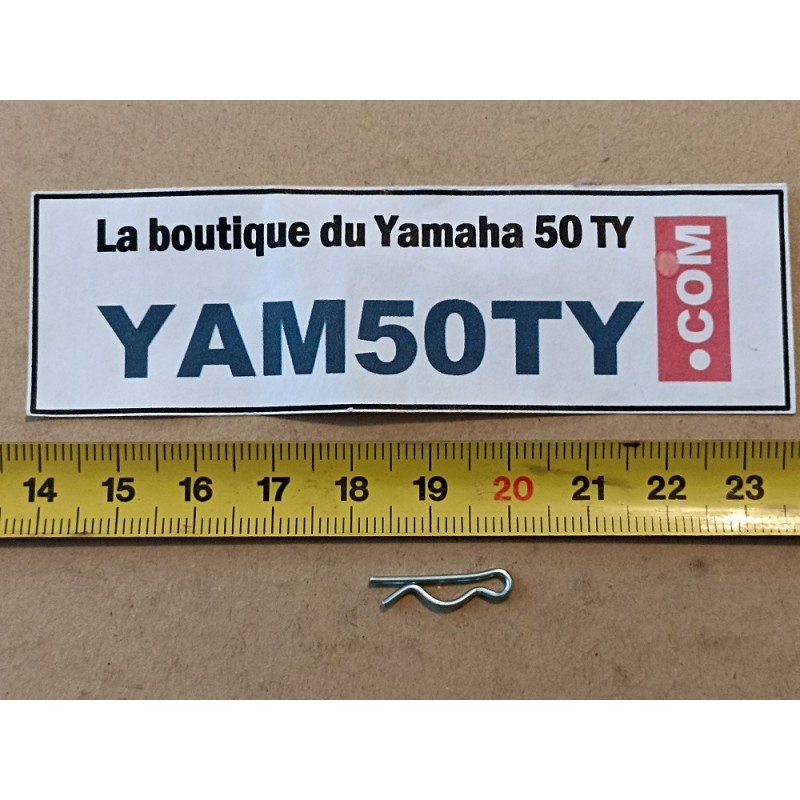 La boutique du Yamaha 50 TY
YAM50TY
.COM
14 15 16 17 18 19 20 21 22 23